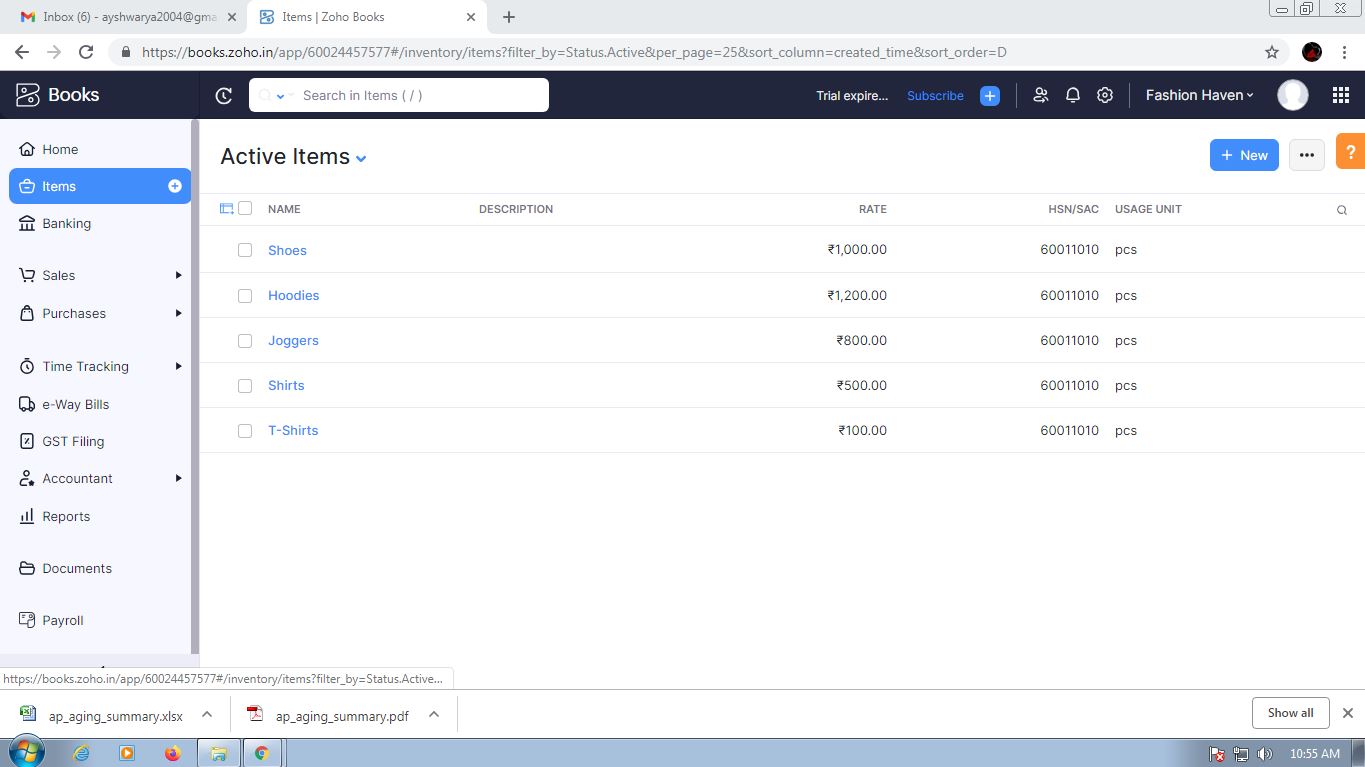 Inbox (6) - ayshwarya2004@gma
Items | Zoho Books
https://books.zoho.in/app/60024457577#/inventory/items?filter_by=Status.Active&per_page=25&sort_column=created_time&sort_order=D
Books
Search in Items ( / )
Trial expire... Subscribe
Fashion Haven
Home
Items
Banking
Sales
Purchases
Time Tracking
e-Way Bills
GST Filing
Accountant
Reports
Documents
Payroll
Active Items
+ New
?
NAME DESCRIPTION RATE HSN/SAC USAGE UNIT
Shoes ₹1,000.00 60011010 pcs
Hoodies ₹1,200.00 60011010 pcs
Joggers ₹800.00 60011010 pcs
Shirts ₹500.00 60011010 pcs
T-Shirts ₹100.00 60011010 pcs
https://books.zoho.in/app/60024457577#/inventory/items?filter_by=Status.Active...
ap_aging_summary.xlsx
ap_aging_summary.pdf
Show all
10:55 AM